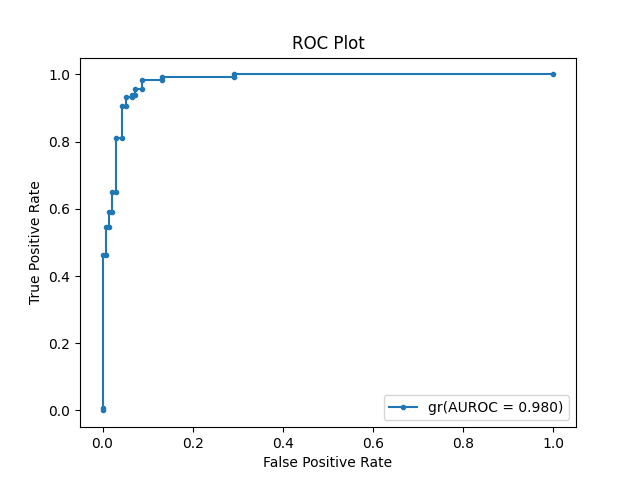 ROC Plot
1.0
0.8
0.6
0.4
0.2
0.0
True Positive Rate
gr(AUROC = 0.980)
0.0 0.2 0.4 0.6 0.8 1.0
False Positive Rate